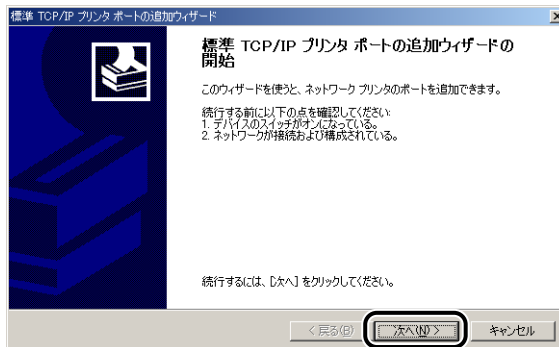 標準 TCP/IP プリンタ ポートの追加ウィザード
標準 TCP/IP プリンタ ポートの追加ウィザードの
開始
このウィザードを使うと、ネットワーク プリンタのポートを追加できます。
続行する前に以下の点を確認してください:
1. デバイスのスイッチがオンになっている。
2. ネットワークが接続および構成されている。
続行するには、[次へ] をクリックしてください。
< 戻る(B)
次へ(N) >
キャンセル